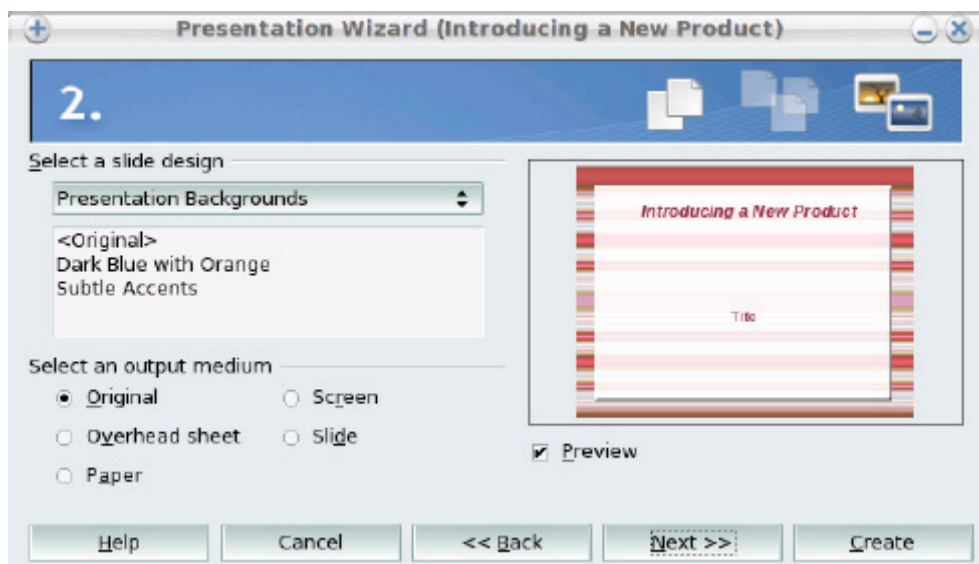 Presentation Wizard (Introducing a New Product)
2.
Select a slide design
Presentation Backgrounds
<Original>
Dark Blue with Orange
Subtle Accents
Introducing a New Product
Title
Select an output medium
Original
Screen
Overhead sheet
Slide
Paper
Preview
Help
Cancel
<< Back
Next >>
Create